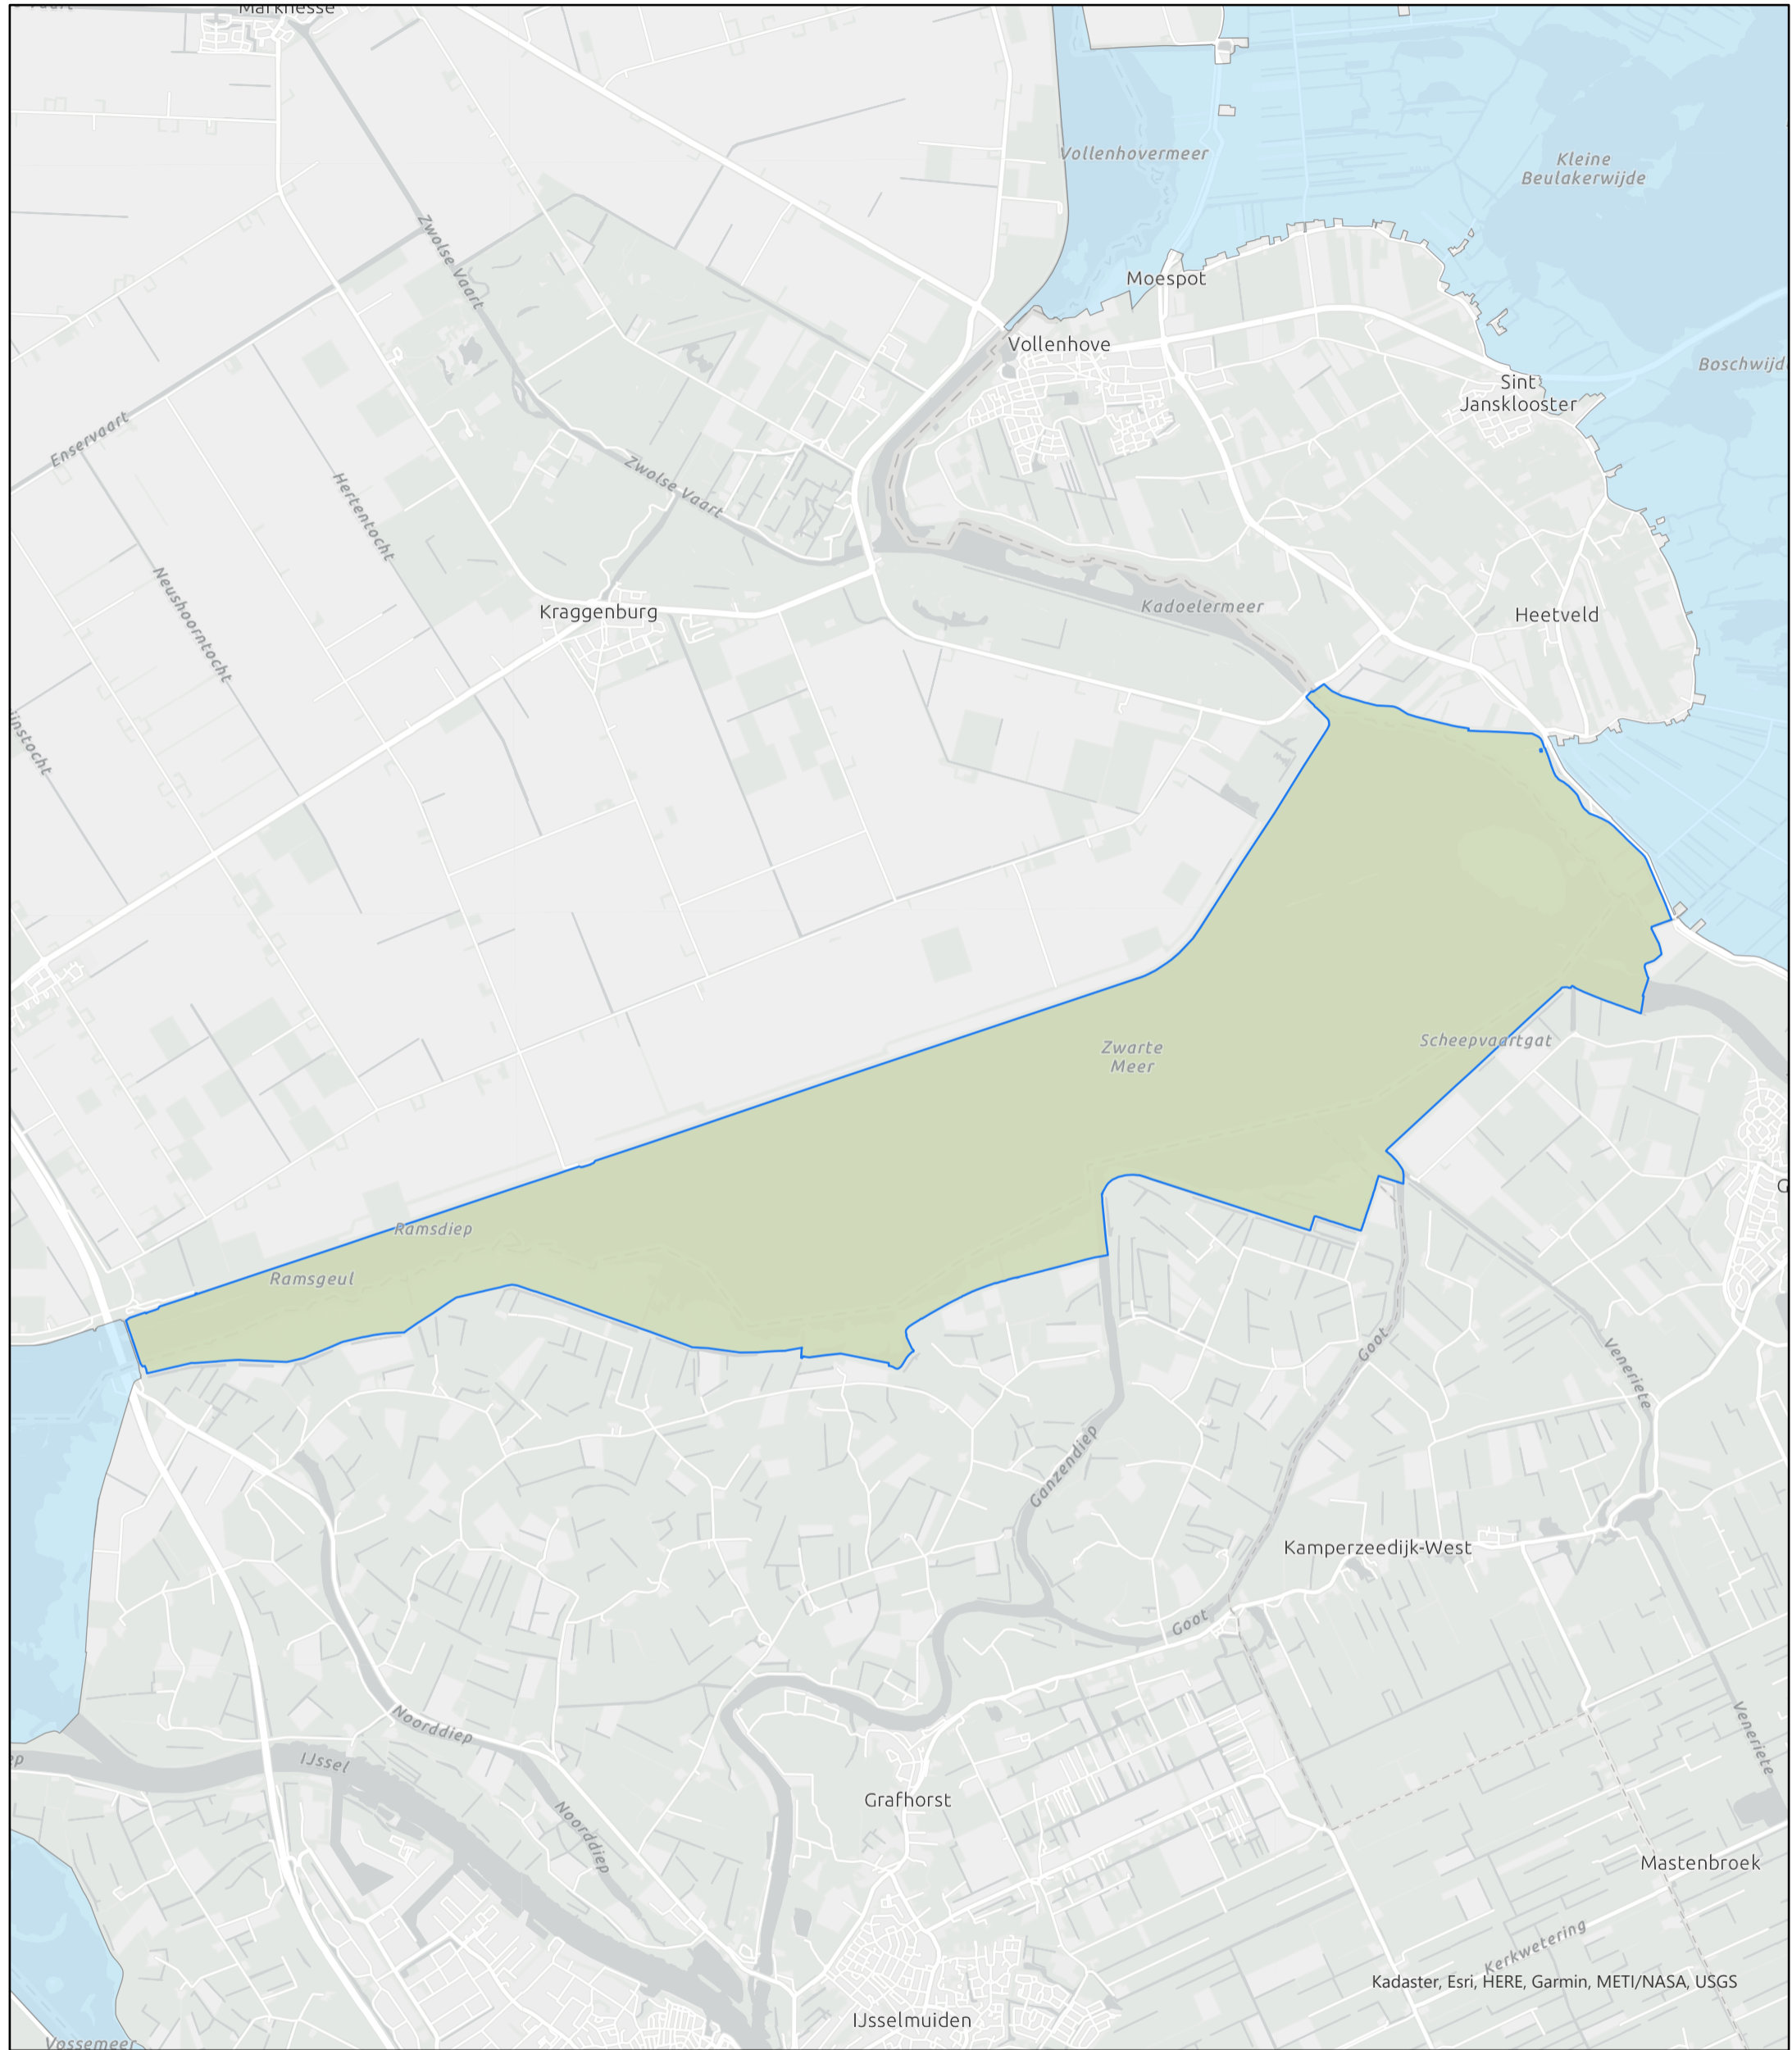 Marknesse
Vollenhovermeer
Kleine
Beulakerwijde
Zwolse Vaart
Moespot
Vollenhove
Sint
Jansklooster
Enservaart
Hertentocht
Zwolse Vaart
Neushoorntocht
Kraggenburg
Kadoelermeer
Heetveld
Zwarte
Meer
Scheepvaartgat
Ramsdiep
Ramsgeul
Goot
Veneriete
Ganzendiep
Kamperzeedijk-West
Goot
Noorddiep
IJssel
Veneriete
Grafhorst
Noorddiep
Mastenbroek
Kerkwetering
Kadaster, Esri, HERE, Garmin, METI/NASA, USGS
IJsselmuiden
Vossemeer